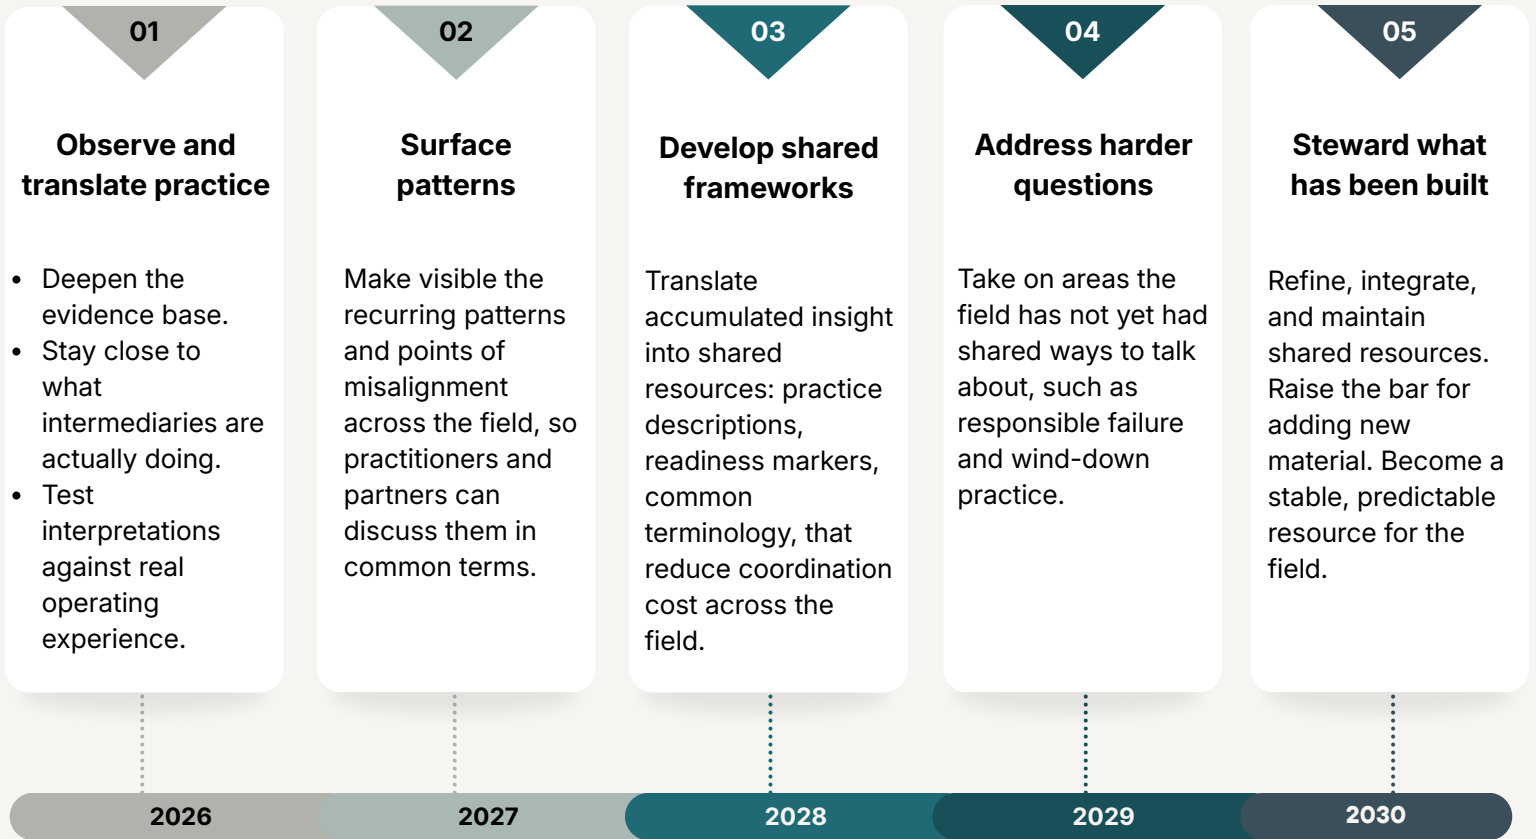 01
Observe and
translate practice
• Deepen the
evidence base.
• Stay close to
what
intermediaries are
actually doing.
• Test
interpretations
against real
operating
experience.
02
Surface
patterns
Make visible the
recurring patterns
and points of
misalignment
across the field, so
practitioners and
partners can
discuss them in
common terms.
03
Develop shared
frameworks
Translate
accumulated insight
into shared
resources: practice
descriptions,
readiness markers,
common
terminology, that
reduce coordination
cost across the
field.
04
Address harder
questions
Take on areas the
field has not yet had
shared ways to talk
about, such as
responsible failure
and wind-down
practice.
05
Steward what
has been built
Refine, integrate,
and maintain
shared resources.
Raise the bar for
adding new
material. Become a
stable, predictable
resource for the
field.
2026
2027
2028
2029
2030